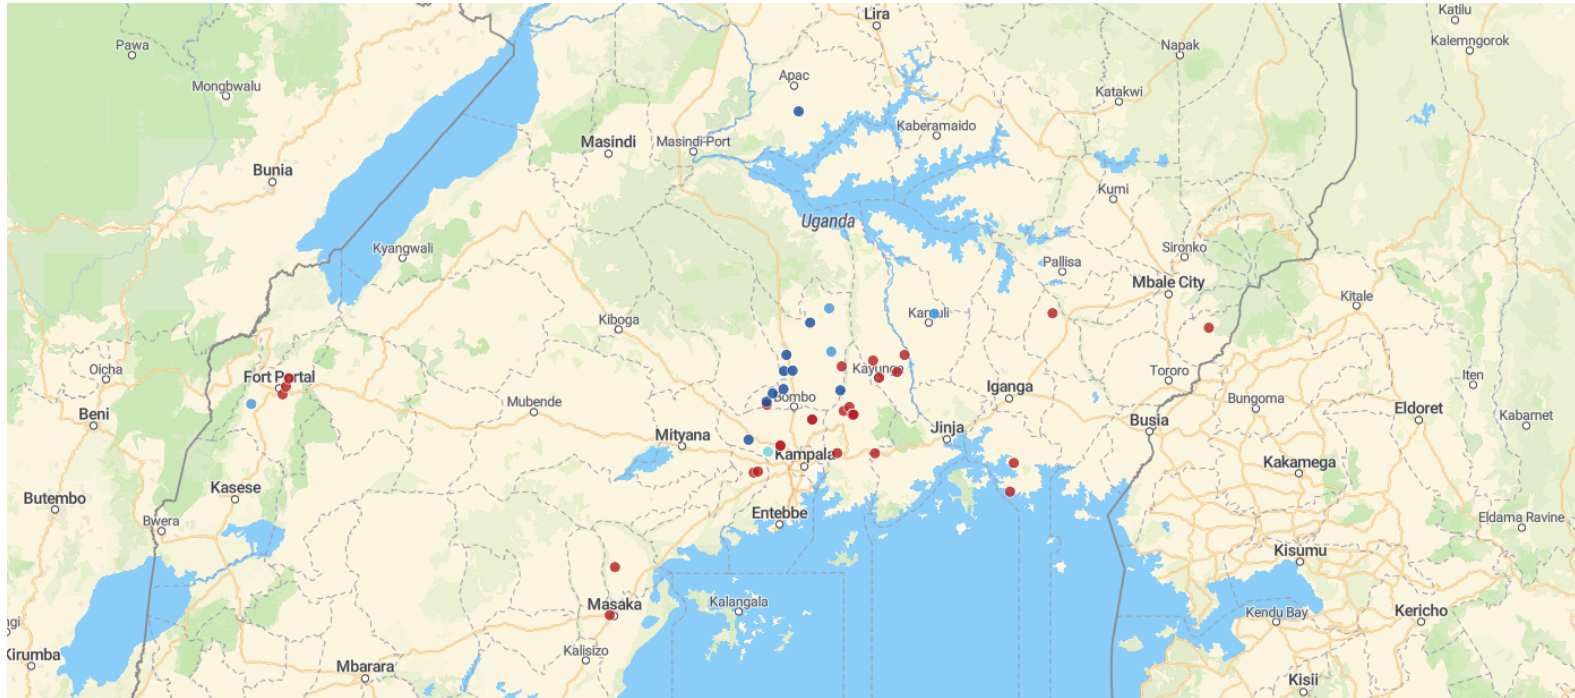 Lira
Katilu
Pawa
Napak
Kalemngorok
Mongbwalu
Apac
Katakwi
Kaberamaido
Masindi
Masindi-Port
Bunia
Kumi
Uganda
Kyangwali
Sironko
Pallisa
Mbale City
Kitale
Kiboga
Kamuli
Oicha
Fort Portal
Kayunga
Tororo
Iten
Iganga
Beni
Mubende
Bombo
Bungoma
Eldoret
Kabarnet
Busia
Mityana
Jinja
Kampala
Kakamega
Kasese
Butembo
Entebbe
Bwera
Eldama Ravine
Kisumu
Masaka
Kalangala
Kendu Bay
Kericho
gi
Kirumba
Kalisizo
Mbarara
Kisii